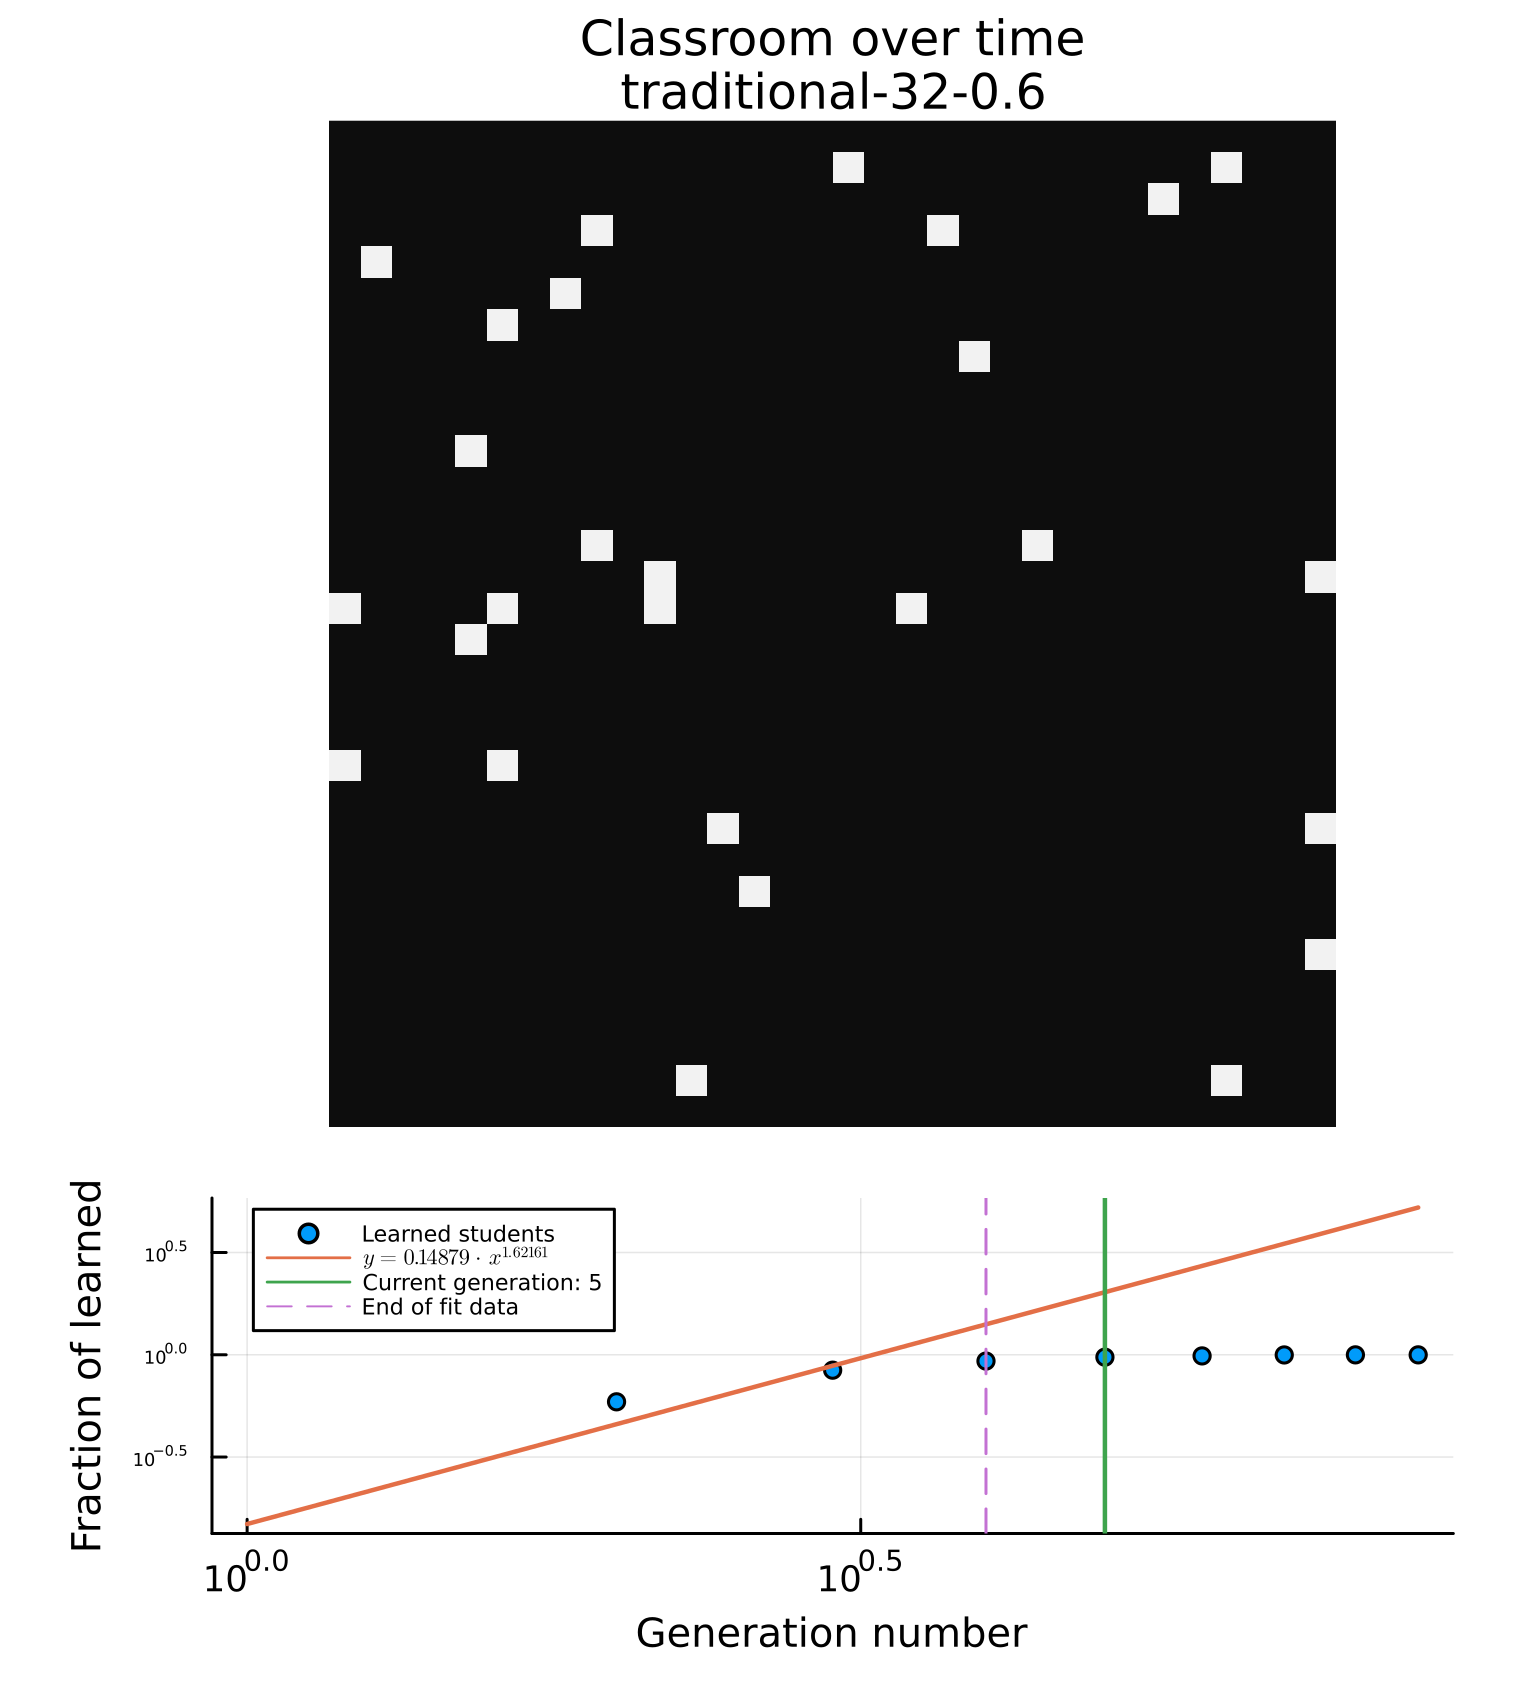 Classroom over time
traditional-32-0.6
Fraction of learned
10^0.5
10^0.0
10^−0.5
Learned students
y = 0.14879 · x^1.62161
Current generation: 5
End of fit data
10^0.0
10^0.5
Generation number